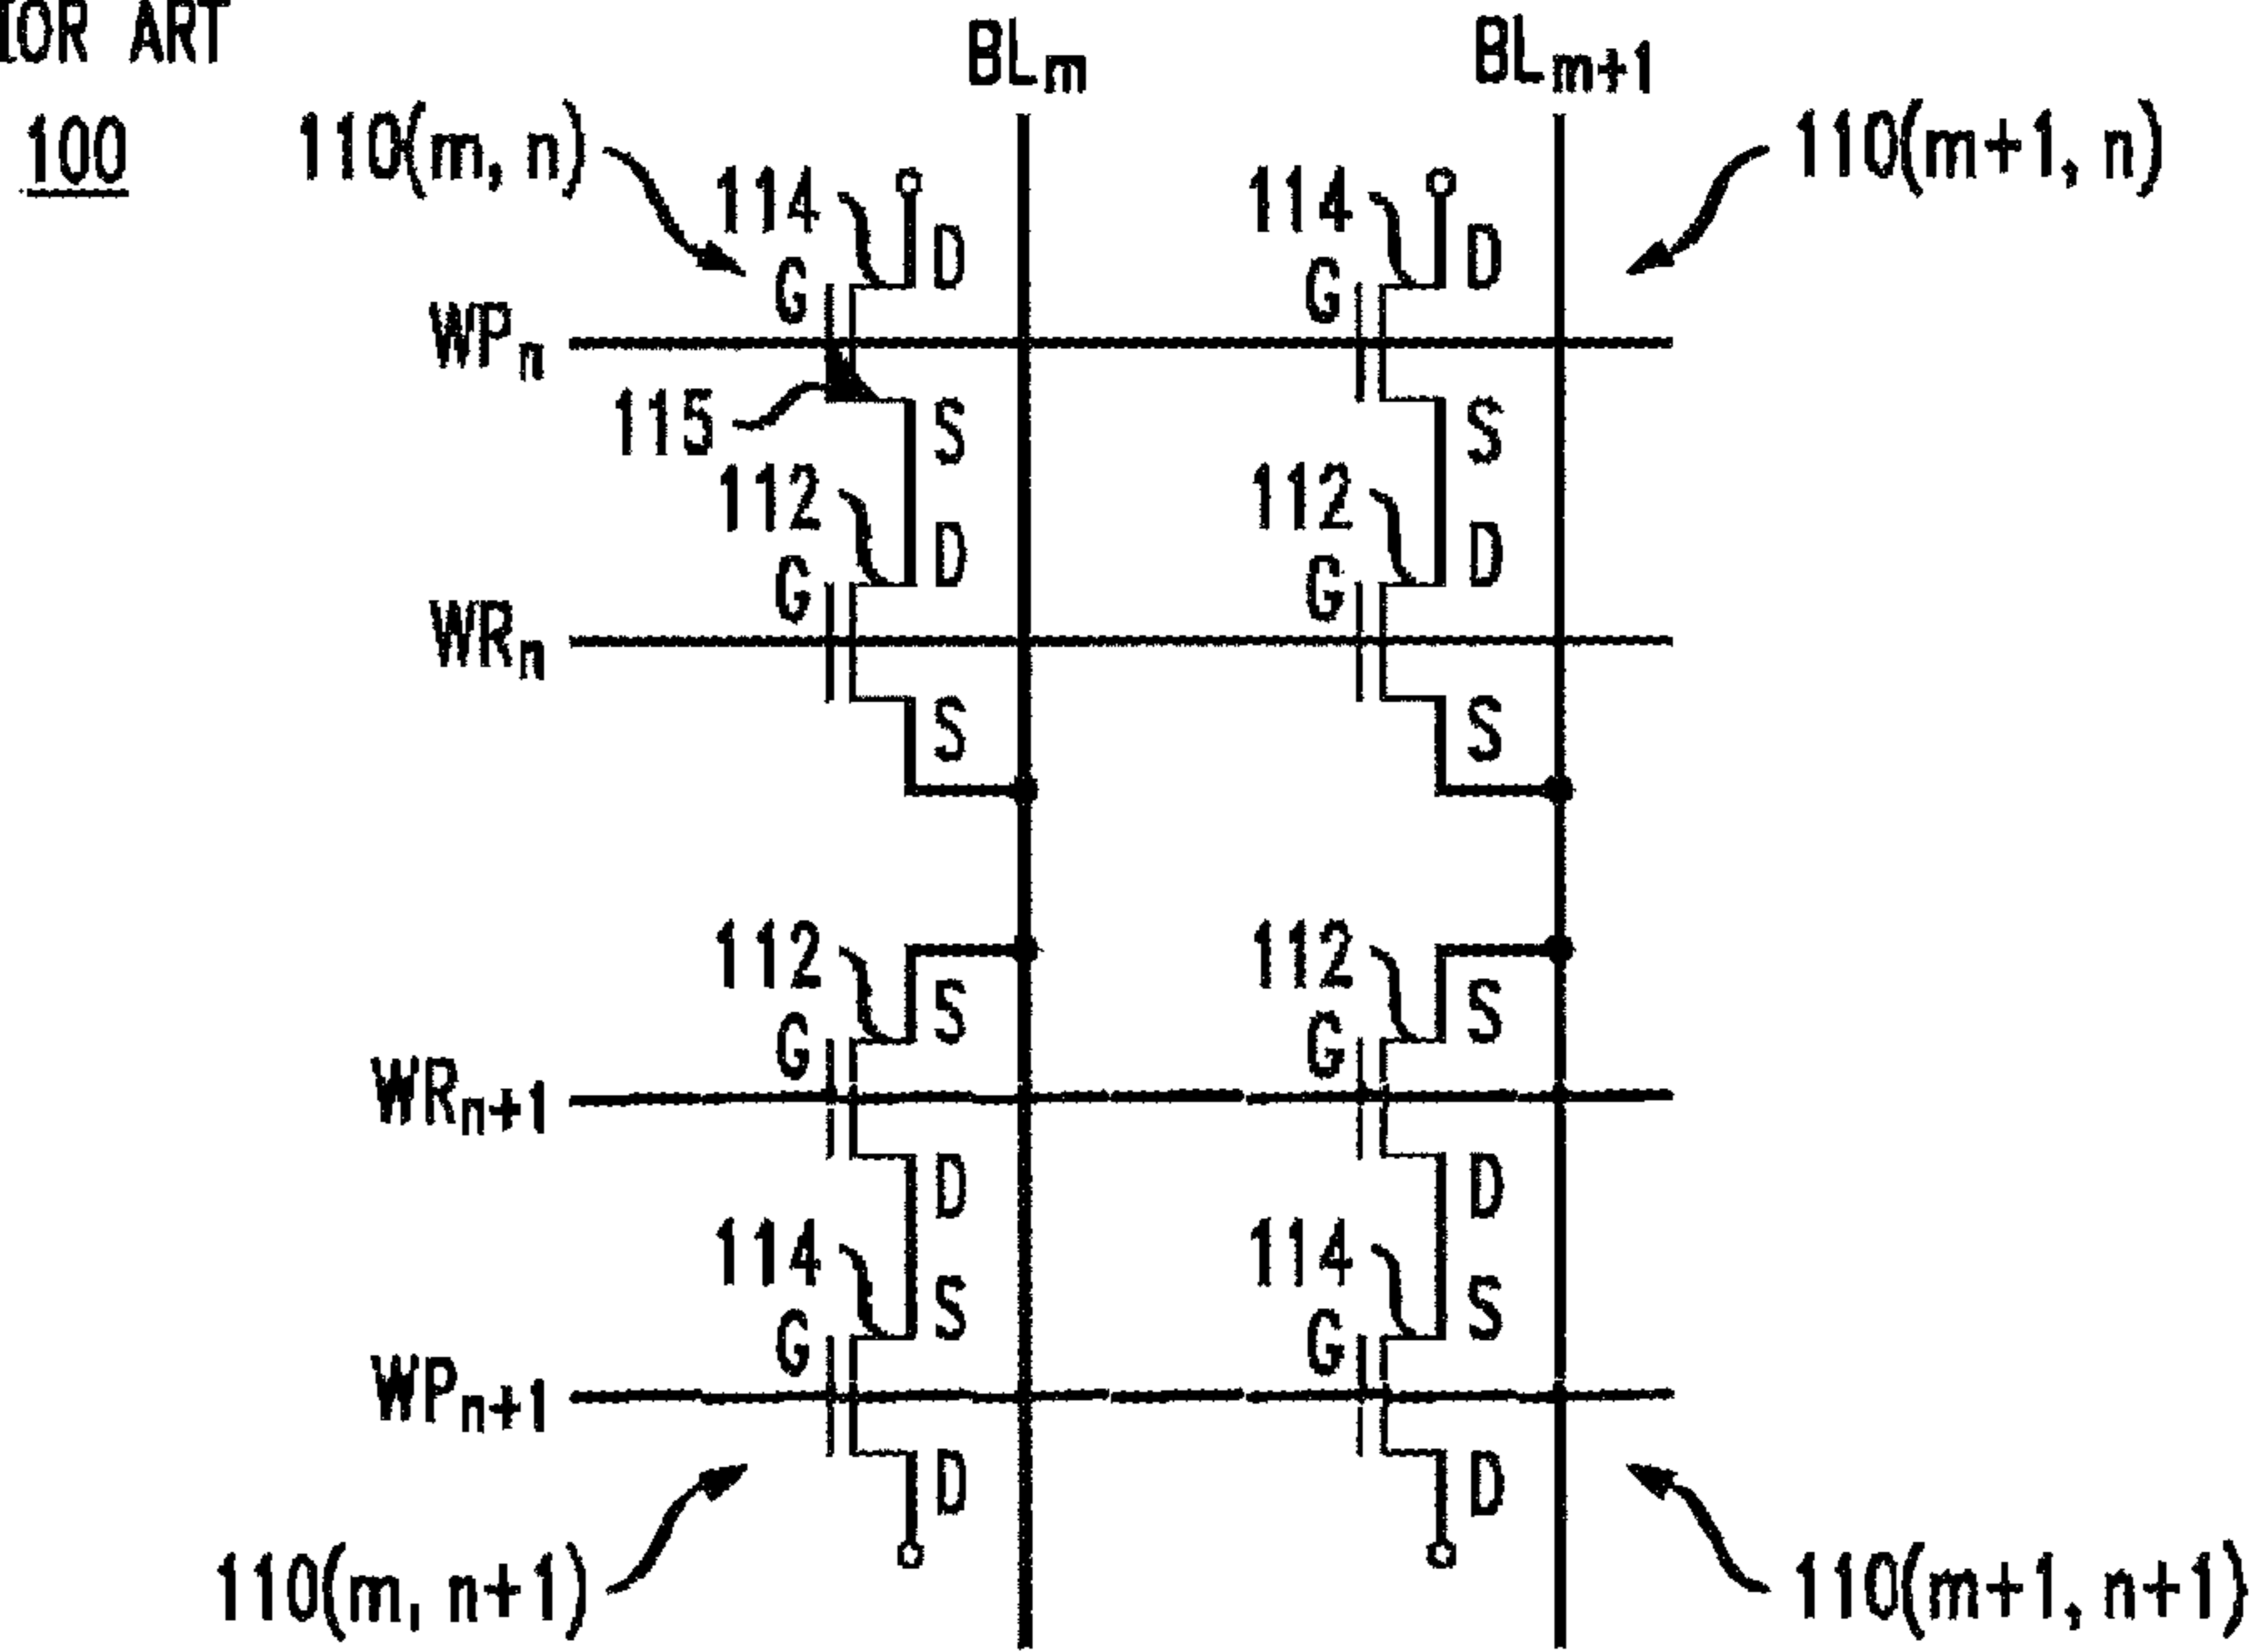 IOR ART
BLm BLm+1
100 110(m, n) 110(m+1, n)
114 D 114 D
G G
WPn
115 S S
112 D 112 D
G G
WRn
S S
112 S 112 S
G G
WRn+1
D D
114 S 114 S
G G
WPn+1
D D
110(m, n+1) 110(m+1, n+1)